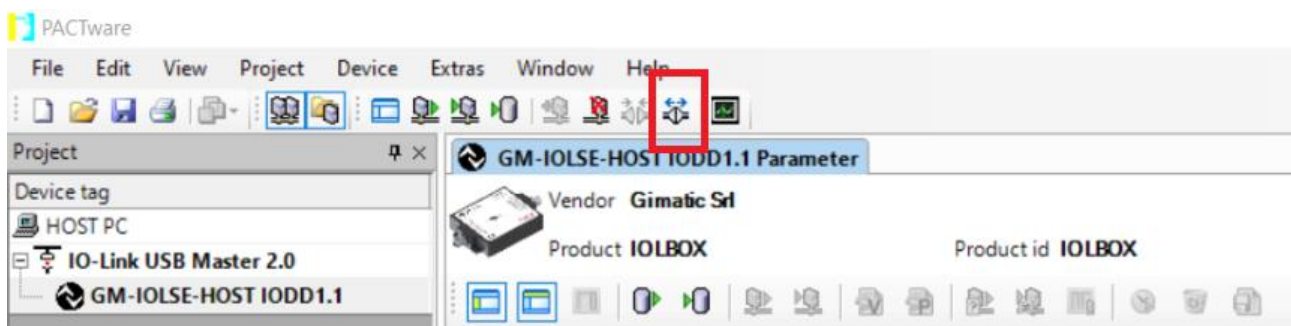 PACTware
File Edit View Project Device Extras Window Help
Project
GM-IOLSE-HOST IODD1.1 Parameter
Device tag
Vendor Gimatic Srl
HOST PC
Product IOLBOX Product id IOLBOX
IO-Link USB Master 2.0
GM-IOLSE-HOST IODD1.1